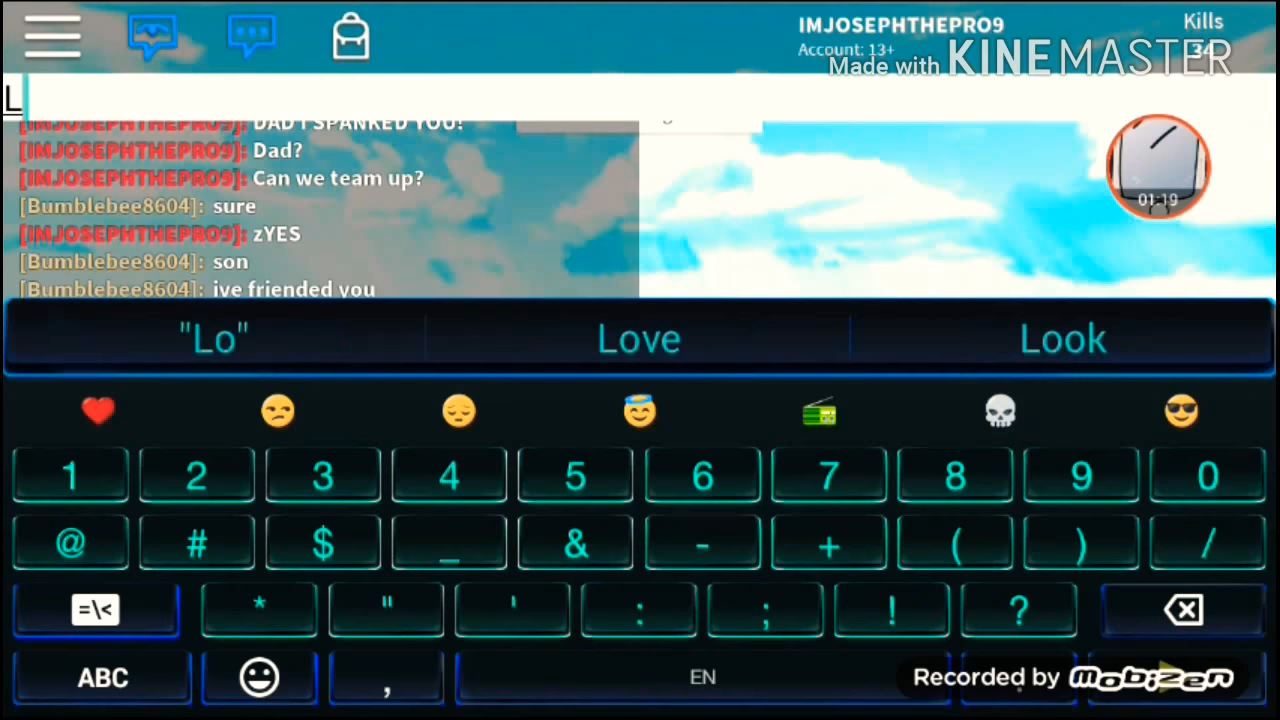 IMJOSEPHTHEPRO9
Kills
Account: 13+
34
Made with KINEMASTER
L
[IMJOSEPHTHEPRO9]: DAD I SPANKED YOU!
[IMJOSEPHTHEPRO9]: Dad?
[IMJOSEPHTHEPRO9]: Can we team up?
[Bumblebee8604]: sure
[IMJOSEPHTHEPRO9]: zYES
[Bumblebee8604]: son
[Bumblebee8604]: ive friended you
01:19
"Lo" Love Look
1 2 3 4 5 6 7 8 9 0
@ # $ _ & - + ( ) /
=\< * " ' : ; ! ?
ABC , EN .
Recorded by mobizen